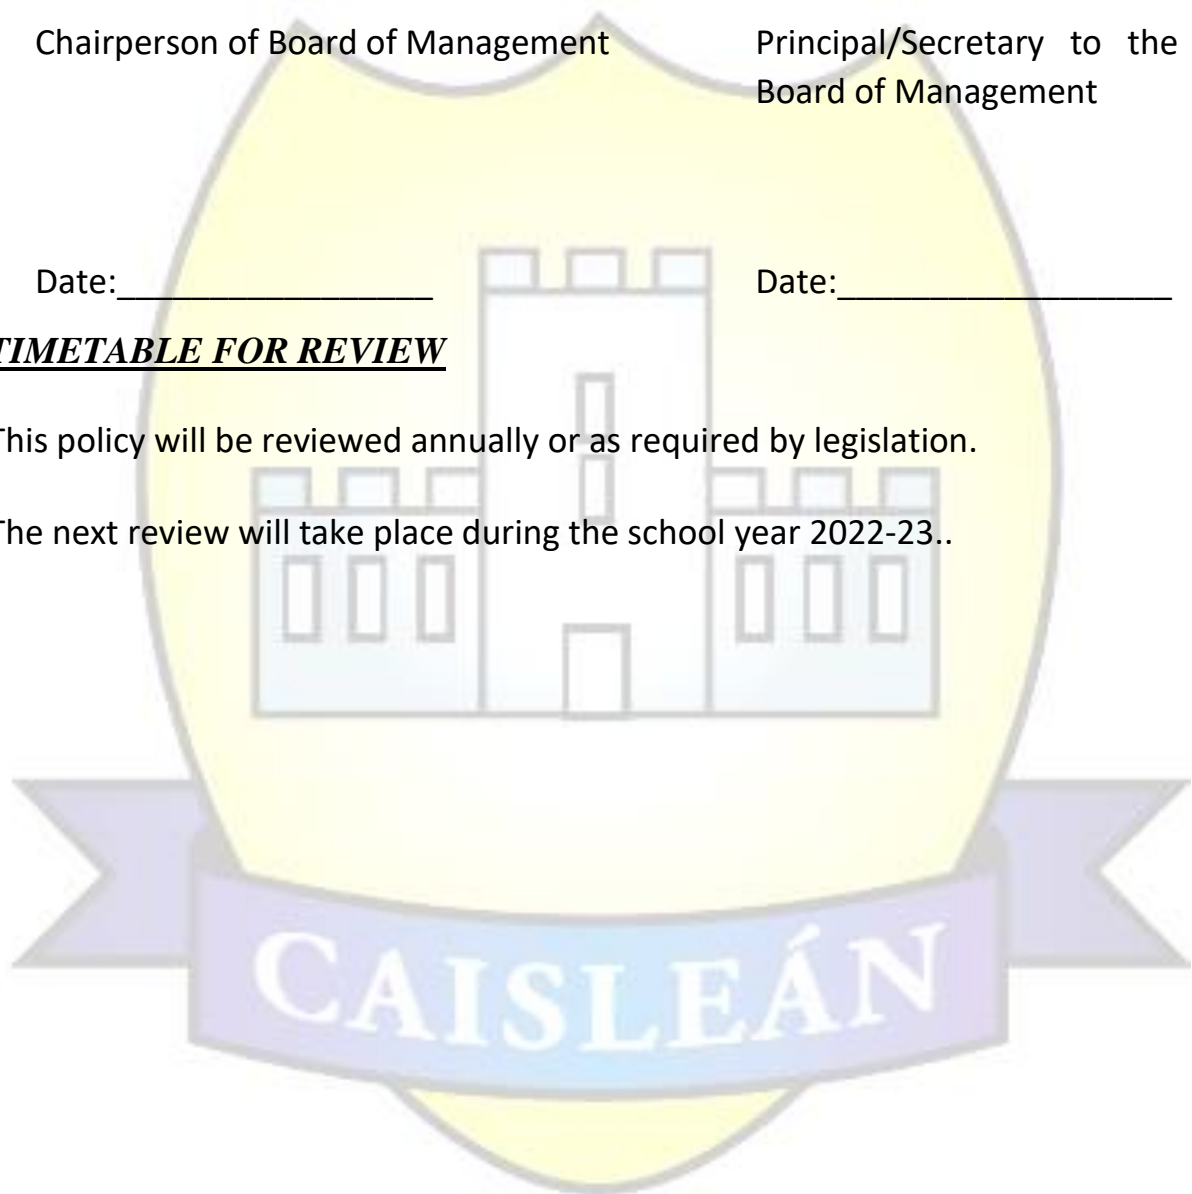 Chairperson of Board of Management
Principal/Secretary to the
Board of Management
Date:_________________
Date:__________________
TIMETABLE FOR REVIEW
This policy will be reviewed annually or as required by legislation.
The next review will take place during the school year 2022-23..
CAISLEÁN